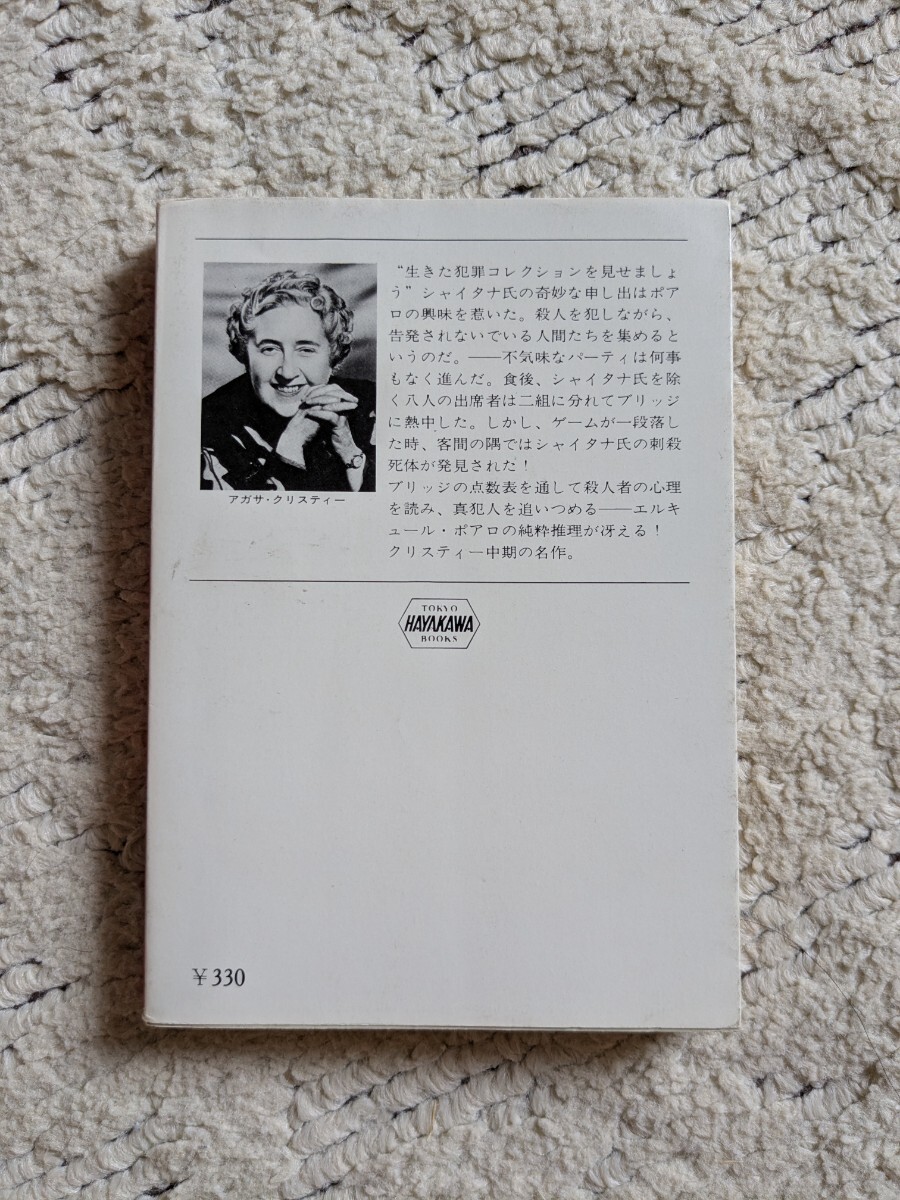 “生きた犯罪コレクションを見せましょ
う”シャイタナ氏の奇妙な申し出はポア
ロの興味を惹いた。殺人を犯しながら、
告発されないでいる人間たちを集めると
いうのだ。——不気味なパーティは何事
もなく進んだ。食後、シャイタナ氏を除
く八人の出席者は二組に分れてブリッジ
に熱中した。しかし、ゲームが一段落し
た時、客間の隅ではシャイタナ氏の刺殺
死体が発見された！
ブリッジの点数表を通して殺人者の心理
を読み、真犯人を追いつめる——エルキ
ュール・ポアロの純粋推理が冴える！
クリスティー中期の名作。
アガサ・クリスティー
TOKYO
HAYAKAWA
BOOKS
￥330